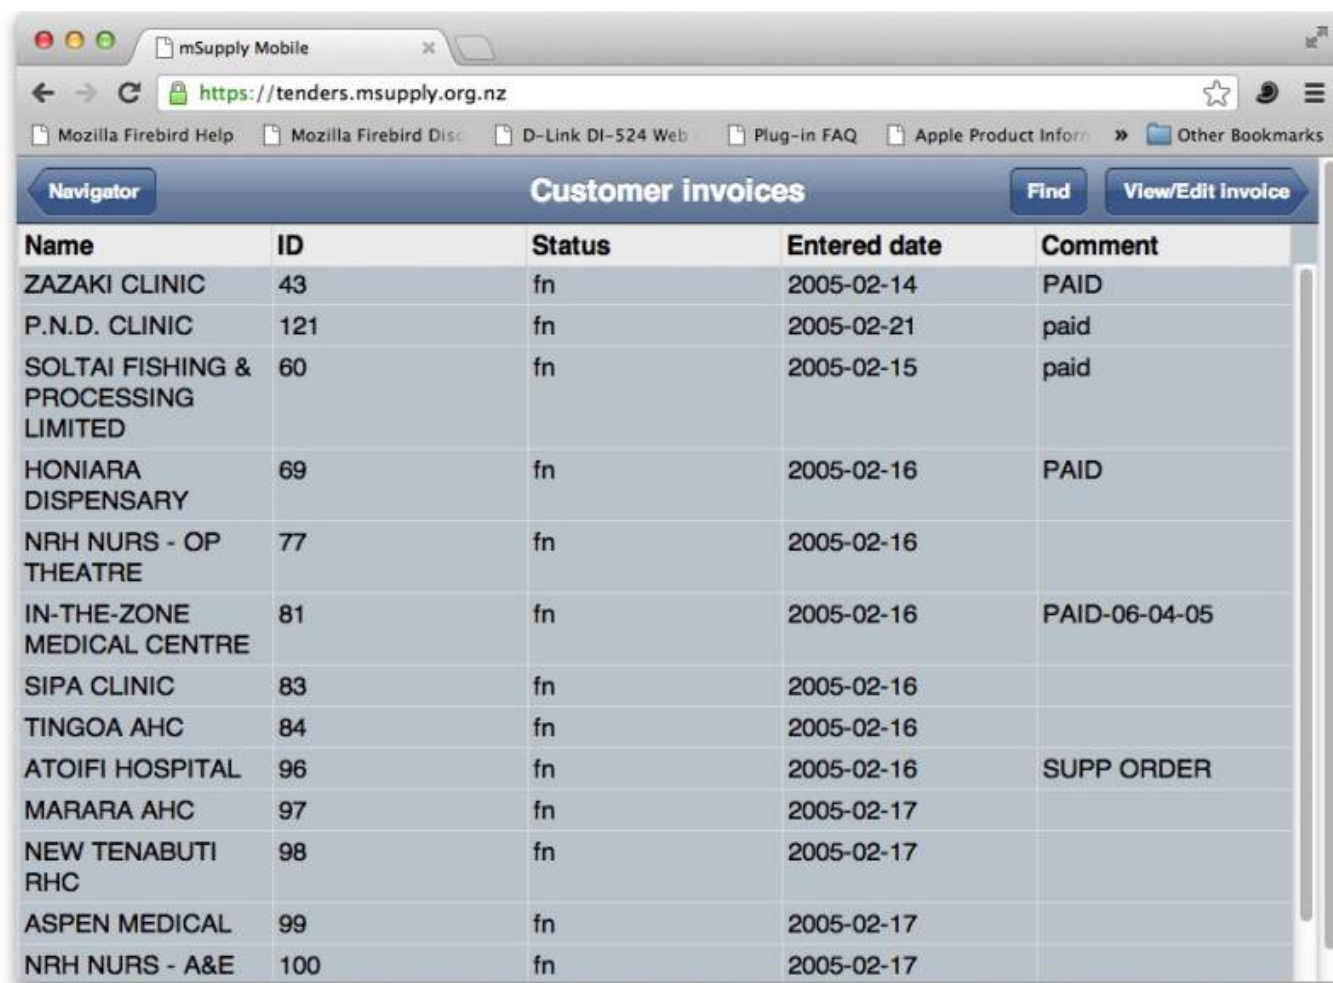 mSupply Mobile
https://tenders.msupply.org.nz
Mozilla Firebird Help Mozilla Firebird Disc D-Link DI-524 Web Plug-in FAQ Apple Product Inform » Other Bookmarks
Navigator Customer invoices Find View/Edit invoice
Name ID Status Entered date Comment
ZAZAKI CLINIC 43 fn 2005-02-14 PAID
P.N.D. CLINIC 121 fn 2005-02-21 paid
SOLTAI FISHING & 60 fn 2005-02-15 paid
PROCESSING
LIMITED
HONIARA 69 fn 2005-02-16 PAID
DISPENSARY
NRH NURS - OP 77 fn 2005-02-16
THEATRE
IN-THE-ZONE 81 fn 2005-02-16 PAID-06-04-05
MEDICAL CENTRE
SIPA CLINIC 83 fn 2005-02-16
TINGOA AHC 84 fn 2005-02-16
ATOIFI HOSPITAL 96 fn 2005-02-16 SUPP ORDER
MARARA AHC 97 fn 2005-02-17
NEW TENABUTI 98 fn 2005-02-17
RHC
ASPEN MEDICAL 99 fn 2005-02-17
NRH NURS - A&E 100 fn 2005-02-17